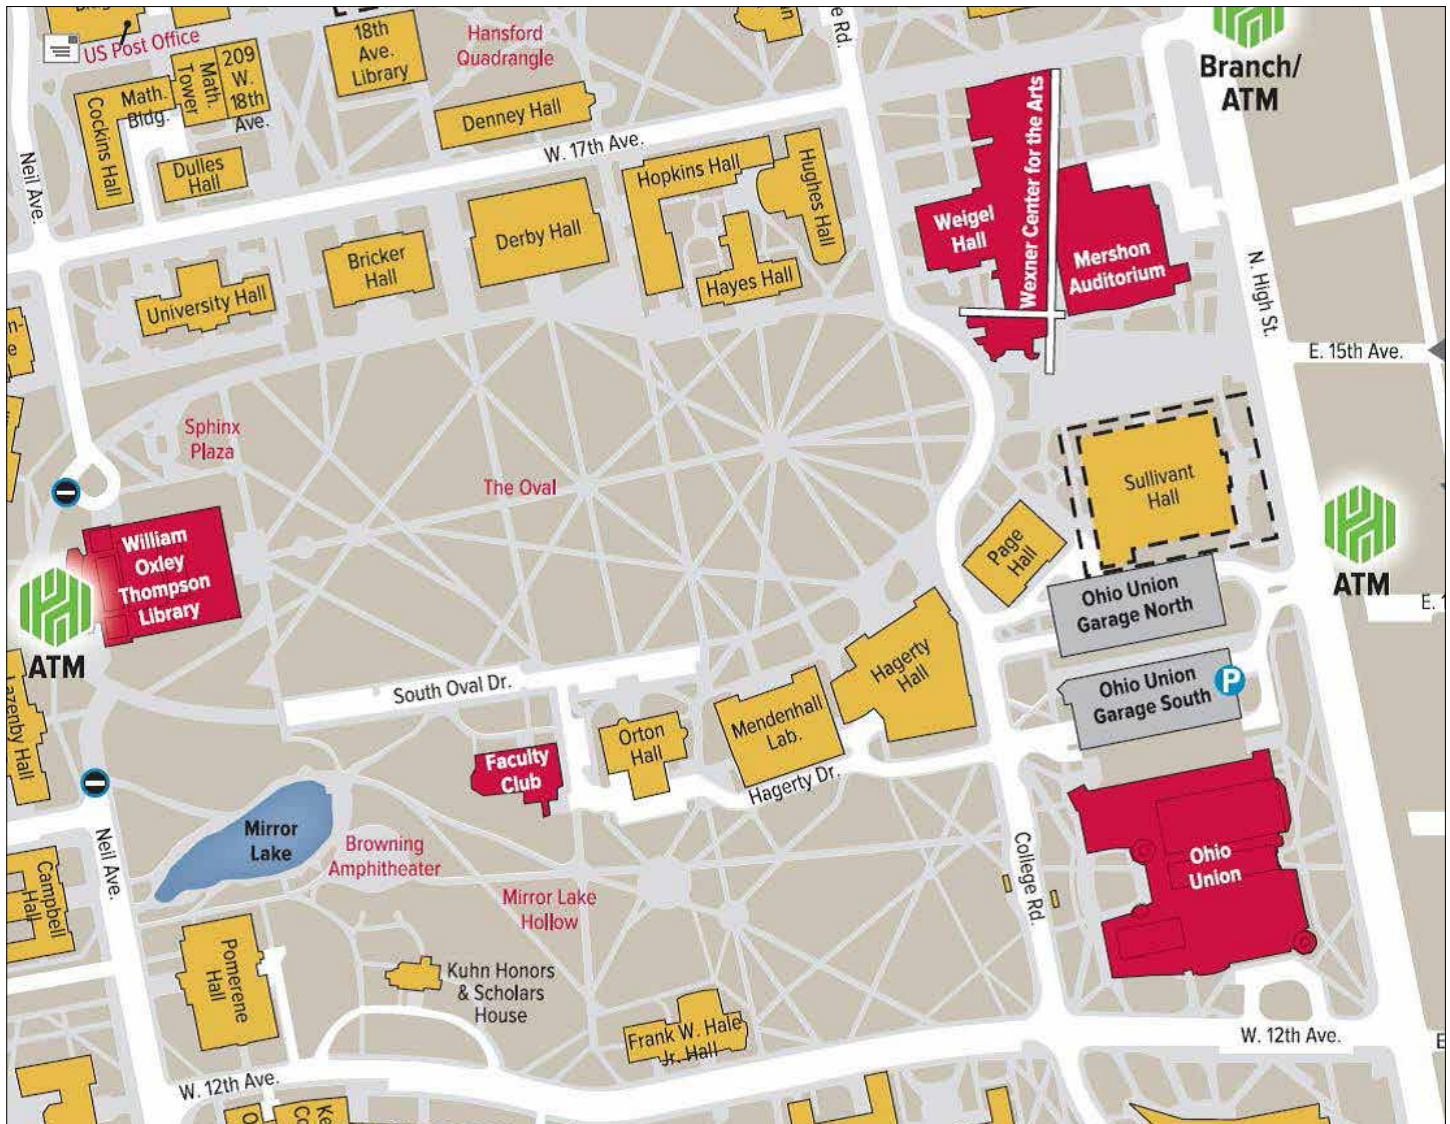 US Post Office
18th
Ave.
Library
Hansford
Quadrangle
e Rd.
Branch/
ATM
209
W.
18th
Ave.
Math.
Tower
Math.
Bldg.
Cockins Hall
Dulles
Hall
Denney Hall
W. 17th Ave.
Neil Ave.
Hopkins Hall
Hughes Hall
Wexner Center for the Arts
Weigel
Hall
Mershon
Auditorium
Derby Hall
Bricker
Hall
University Hall
Hayes Hall
N. High St.
E. 15th Ave.
Sphinx
Plaza
The Oval
Sullivant
Hall
Page
Hall
William
Oxley
Thompson
Library
ATM
ATM
Ohio Union
Garage North
Ohio Union
Garage South
P
Hagerty
Hall
South Oval Dr.
Mendenhall
Lab.
Orton
Hall
Faculty
Club
Hagerty Dr.
Lazenby Hall
Mirror
Lake
Browning
Amphitheater
Mirror Lake
Hollow
Neil Ave.
Campbell
Hall
College Rd.
Ohio
Union
Pomerene
Hall
Kuhn Honors
& Scholars
House
Frank W. Hale
Jr. Hall
W. 12th Ave.
W. 12th Ave.
E